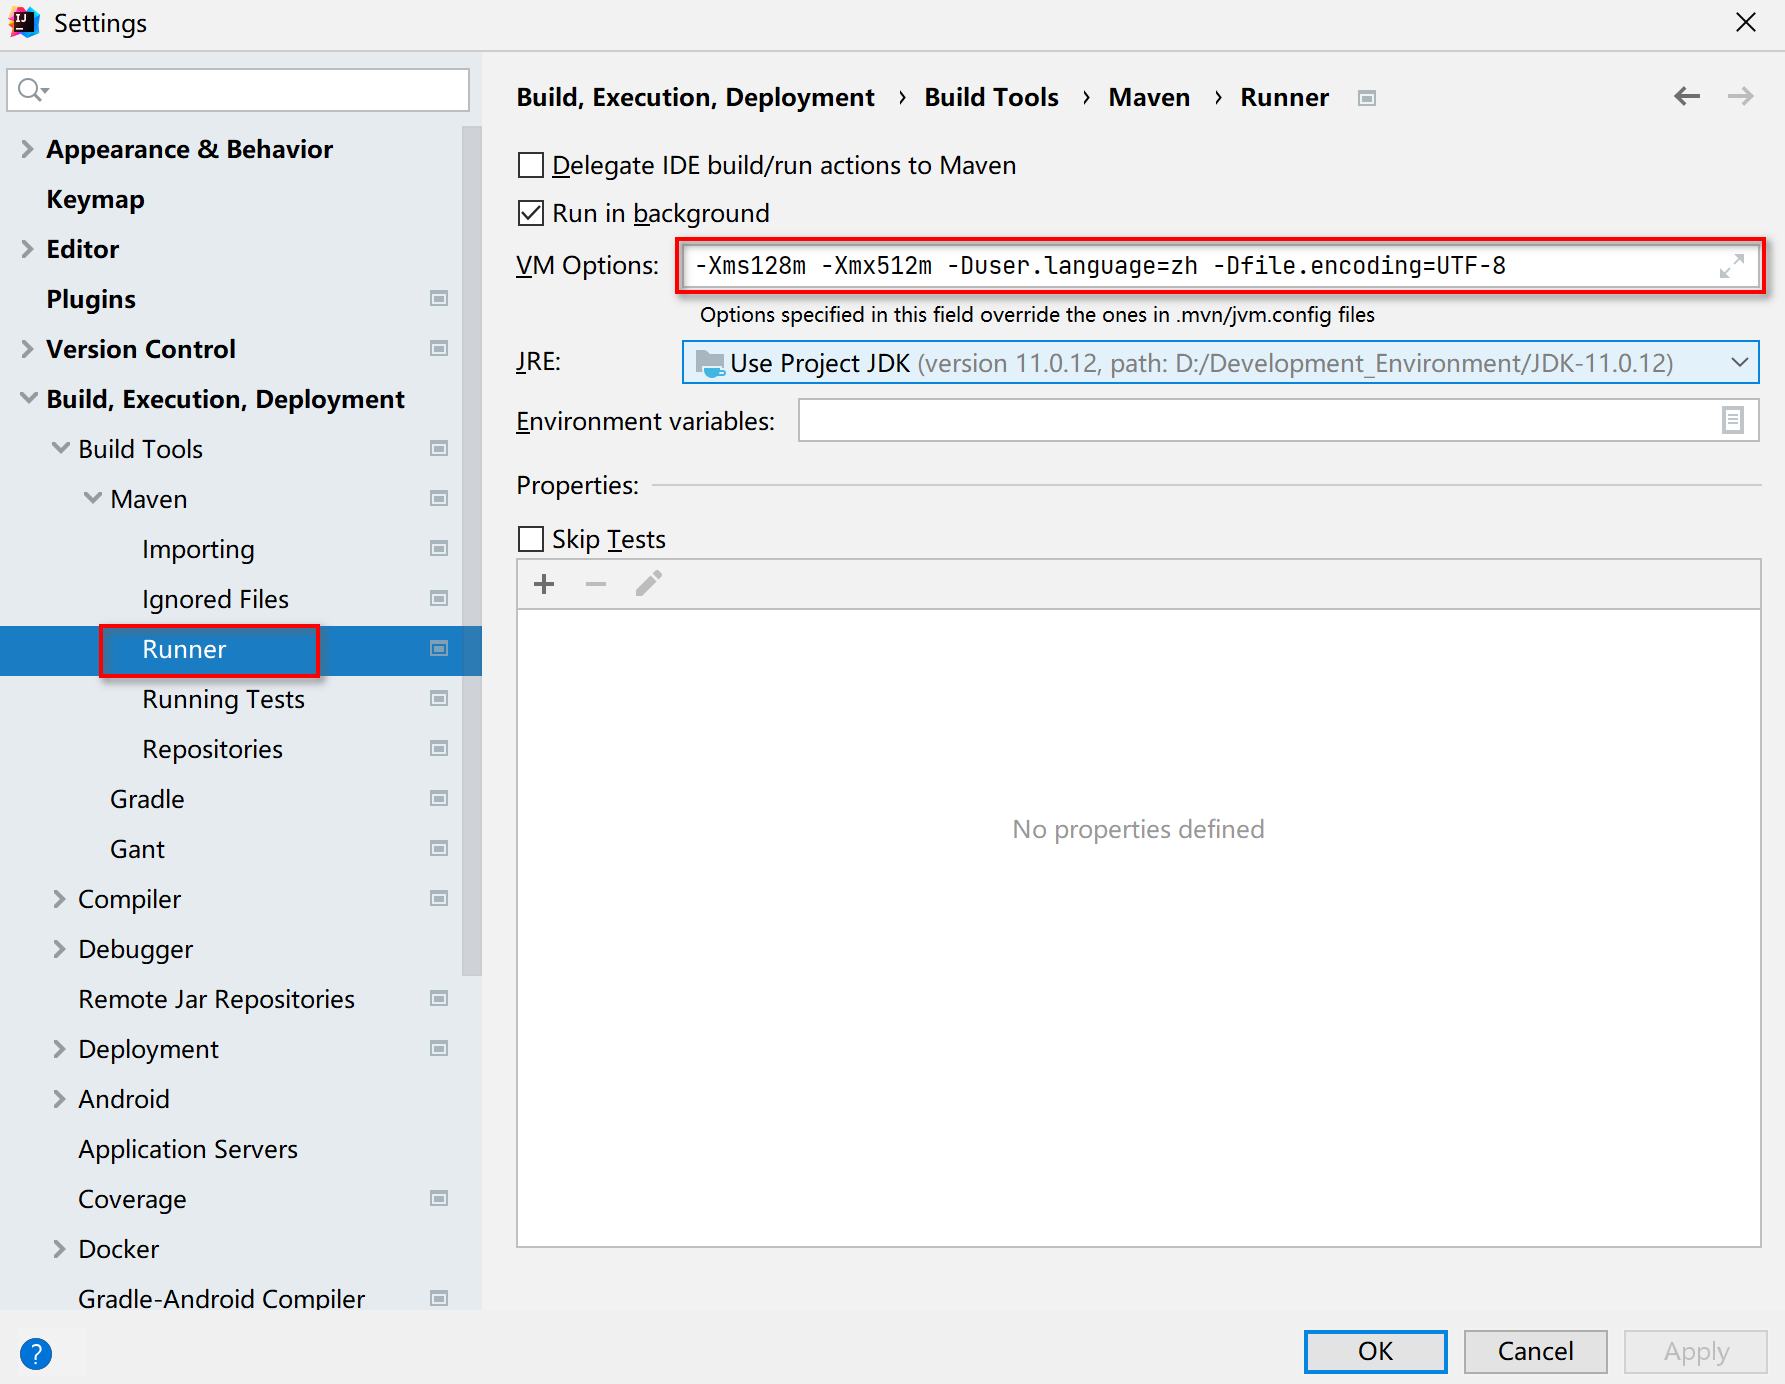 Settings
Appearance & Behavior
Keymap
Editor
Plugins
Version Control
Build, Execution, Deployment
Build Tools
Maven
Importing
Ignored Files
Runner
Running Tests
Repositories
Gradle
Gant
Compiler
Debugger
Remote Jar Repositories
Deployment
Android
Application Servers
Coverage
Docker
Gradle-Android Compiler
Build, Execution, Deployment › Build Tools › Maven › Runner
Delegate IDE build/run actions to Maven
Run in background
VM Options: -Xms128m -Xmx512m -Duser.language=zh -Dfile.encoding=UTF-8
Options specified in this field override the ones in .mvn/jvm.config files
JRE: Use Project JDK (version 11.0.12, path: D:/Development_Environment/JDK-11.0.12)
Environment variables:
Properties:
Skip Tests
No properties defined
? OK Cancel Apply